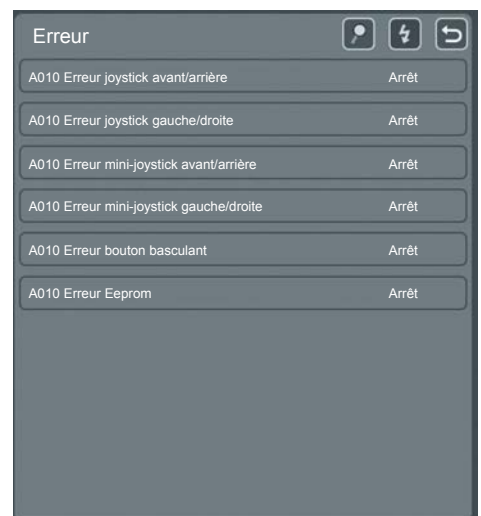 Erreur
A010 Erreur joystick avant/arrière Arrêt
A010 Erreur joystick gauche/droite Arrêt
A010 Erreur mini-joystick avant/arrière Arrêt
A010 Erreur mini-joystick gauche/droite Arrêt
A010 Erreur bouton basculant Arrêt
A010 Erreur Eeprom Arrêt